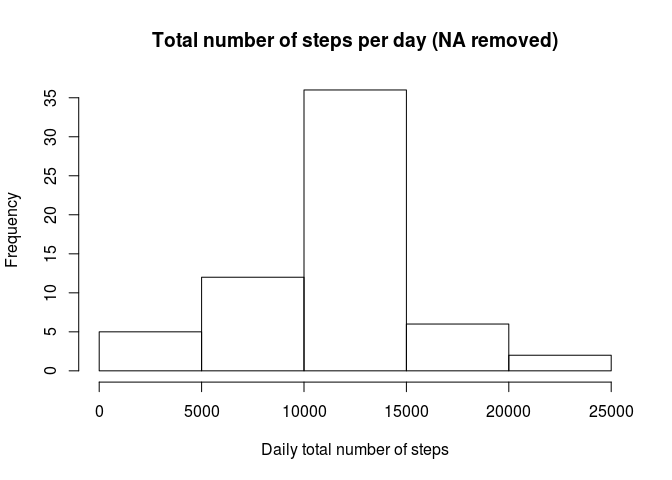 Total number of steps per day (NA removed)
Frequency
35
30
25
20
15
10
5
0
0 5000 10000 15000 20000 25000
Daily total number of steps